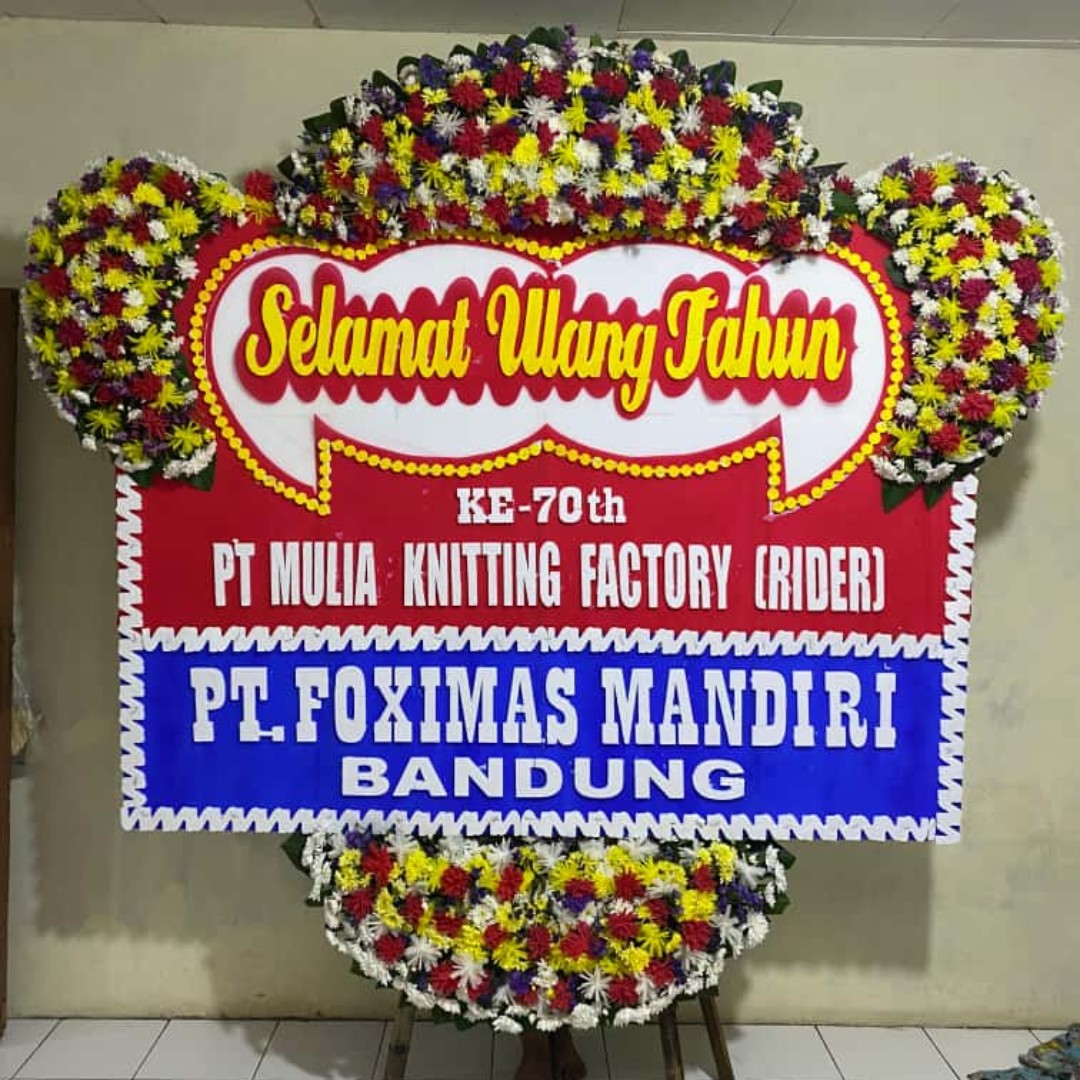 Selamat Ulang Tahun
KE-70th
PT MULIA KNITTING FACTORY (RIDER)
PT. FOXIMAS MANDIRI
BANDUNG